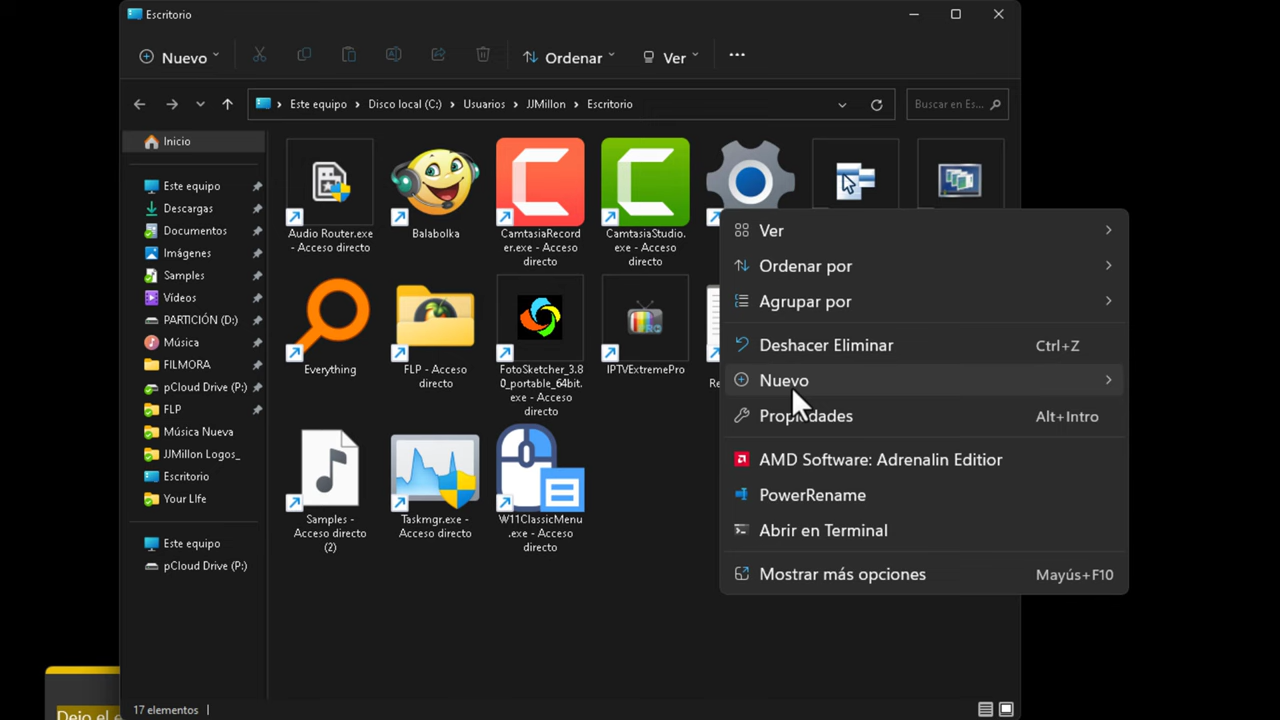 Escritorio
Nuevo
Ordenar
Ver
Este equipo
Disco local (C:)
Usuarios
JJMillon
Escritorio
Buscar en Es...
Inicio
Este equipo
Descargas
Documentos
Imágenes
Samples
Vídeos
PARTICIÓN (D:)
Música
FILMORA
pCloud Drive (P:)
FLP
Música Nueva
JJMillon Logos_
Escritorio
Your LIfe
Este equipo
pCloud Drive (P:)
Audio Router.exe
- Acceso directo
Balabolka
CamtasiaRecord
er.exe - Acceso
directo
CamtasiaStudio.
exe - Acceso
directo
Everything
FLP - Acceso
directo
FotoSketcher_3.8
0_portable_64bit.
exe - Acceso
directo
IPTVExtremePro
Re
Samples -
Acceso directo
(2)
Taskmgr.exe -
Acceso directo
W11ClassicMenu
.exe - Acceso
directo
Ver
Ordenar por
Agrupar por
Deshacer Eliminar Ctrl+Z
Nuevo
Propiedades Alt+Intro
AMD Software: Adrenalin Editior
PowerRename
Abrir en Terminal
Mostrar más opciones Mayús+F10
17 elementos
Dejo el e